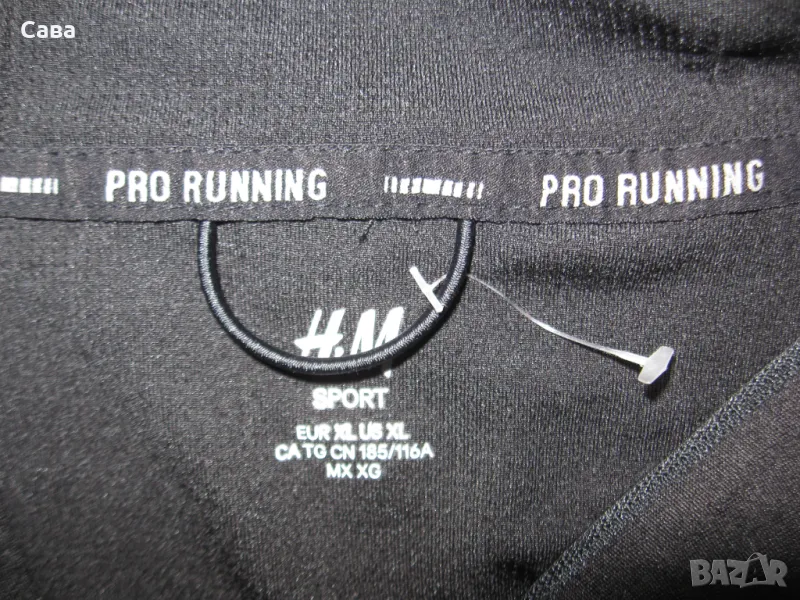 Сава
PRO RUNNING PRO RUNNING
H&M
SPORT
EUR XL US XL
CA TG CN 185/116A
MX XG
BAZAR